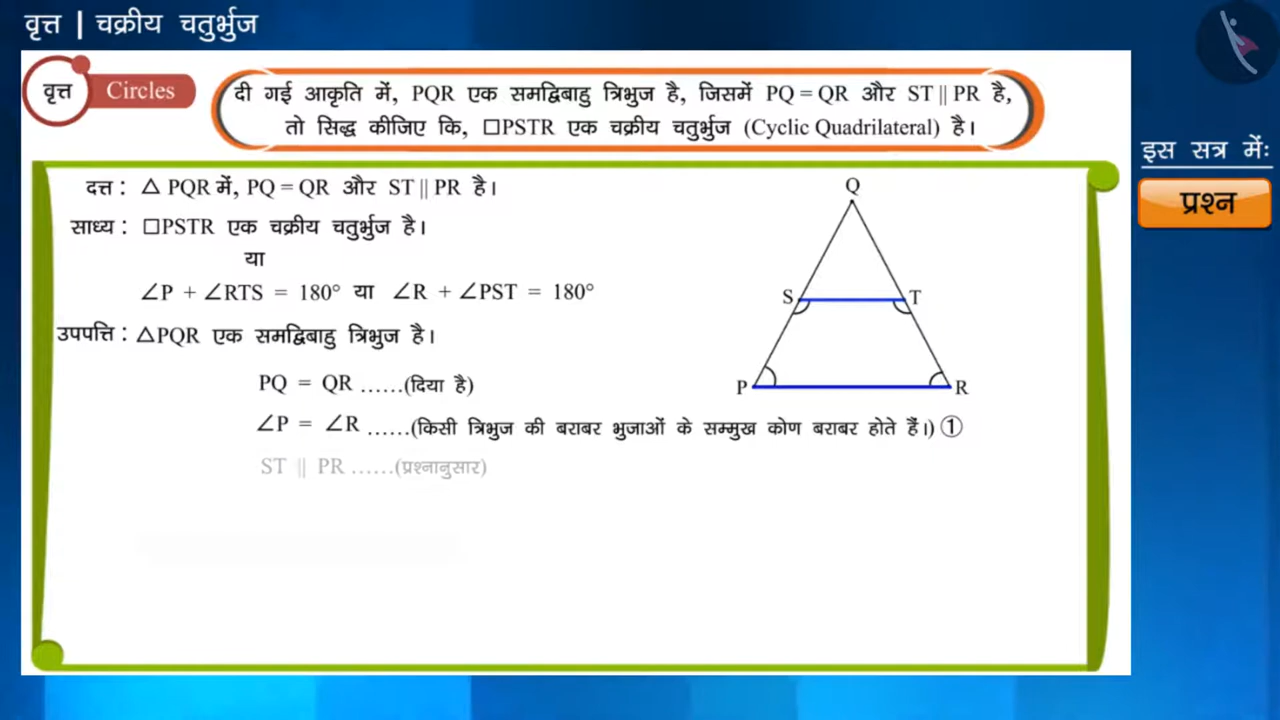 वृत्त | चक्रीय चतुर्भुज
वृत्त Circles
दी गई आकृति में, PQR एक समद्विबाहु त्रिभुज है, जिसमें PQ = QR और ST || PR है,
तो सिद्ध कीजिए कि, □PSTR एक चक्रीय चतुर्भुज (Cyclic Quadrilateral) है।
इस सत्र में:
प्रश्न
दत्त : △ PQR में, PQ = QR और ST || PR है।
साध्य : □PSTR एक चक्रीय चतुर्भुज है।
या
∠P + ∠RTS = 180° या ∠R + ∠PST = 180°
उपपत्ति : △PQR एक समद्विबाहु त्रिभुज है।
PQ = QR ......(दिया है)
∠P = ∠R ......(किसी त्रिभुज की बराबर भुजाओं के सम्मुख कोण बराबर होते हैं।) ①
ST || PR ......(प्रश्नानुसार)
Q
S T
P R